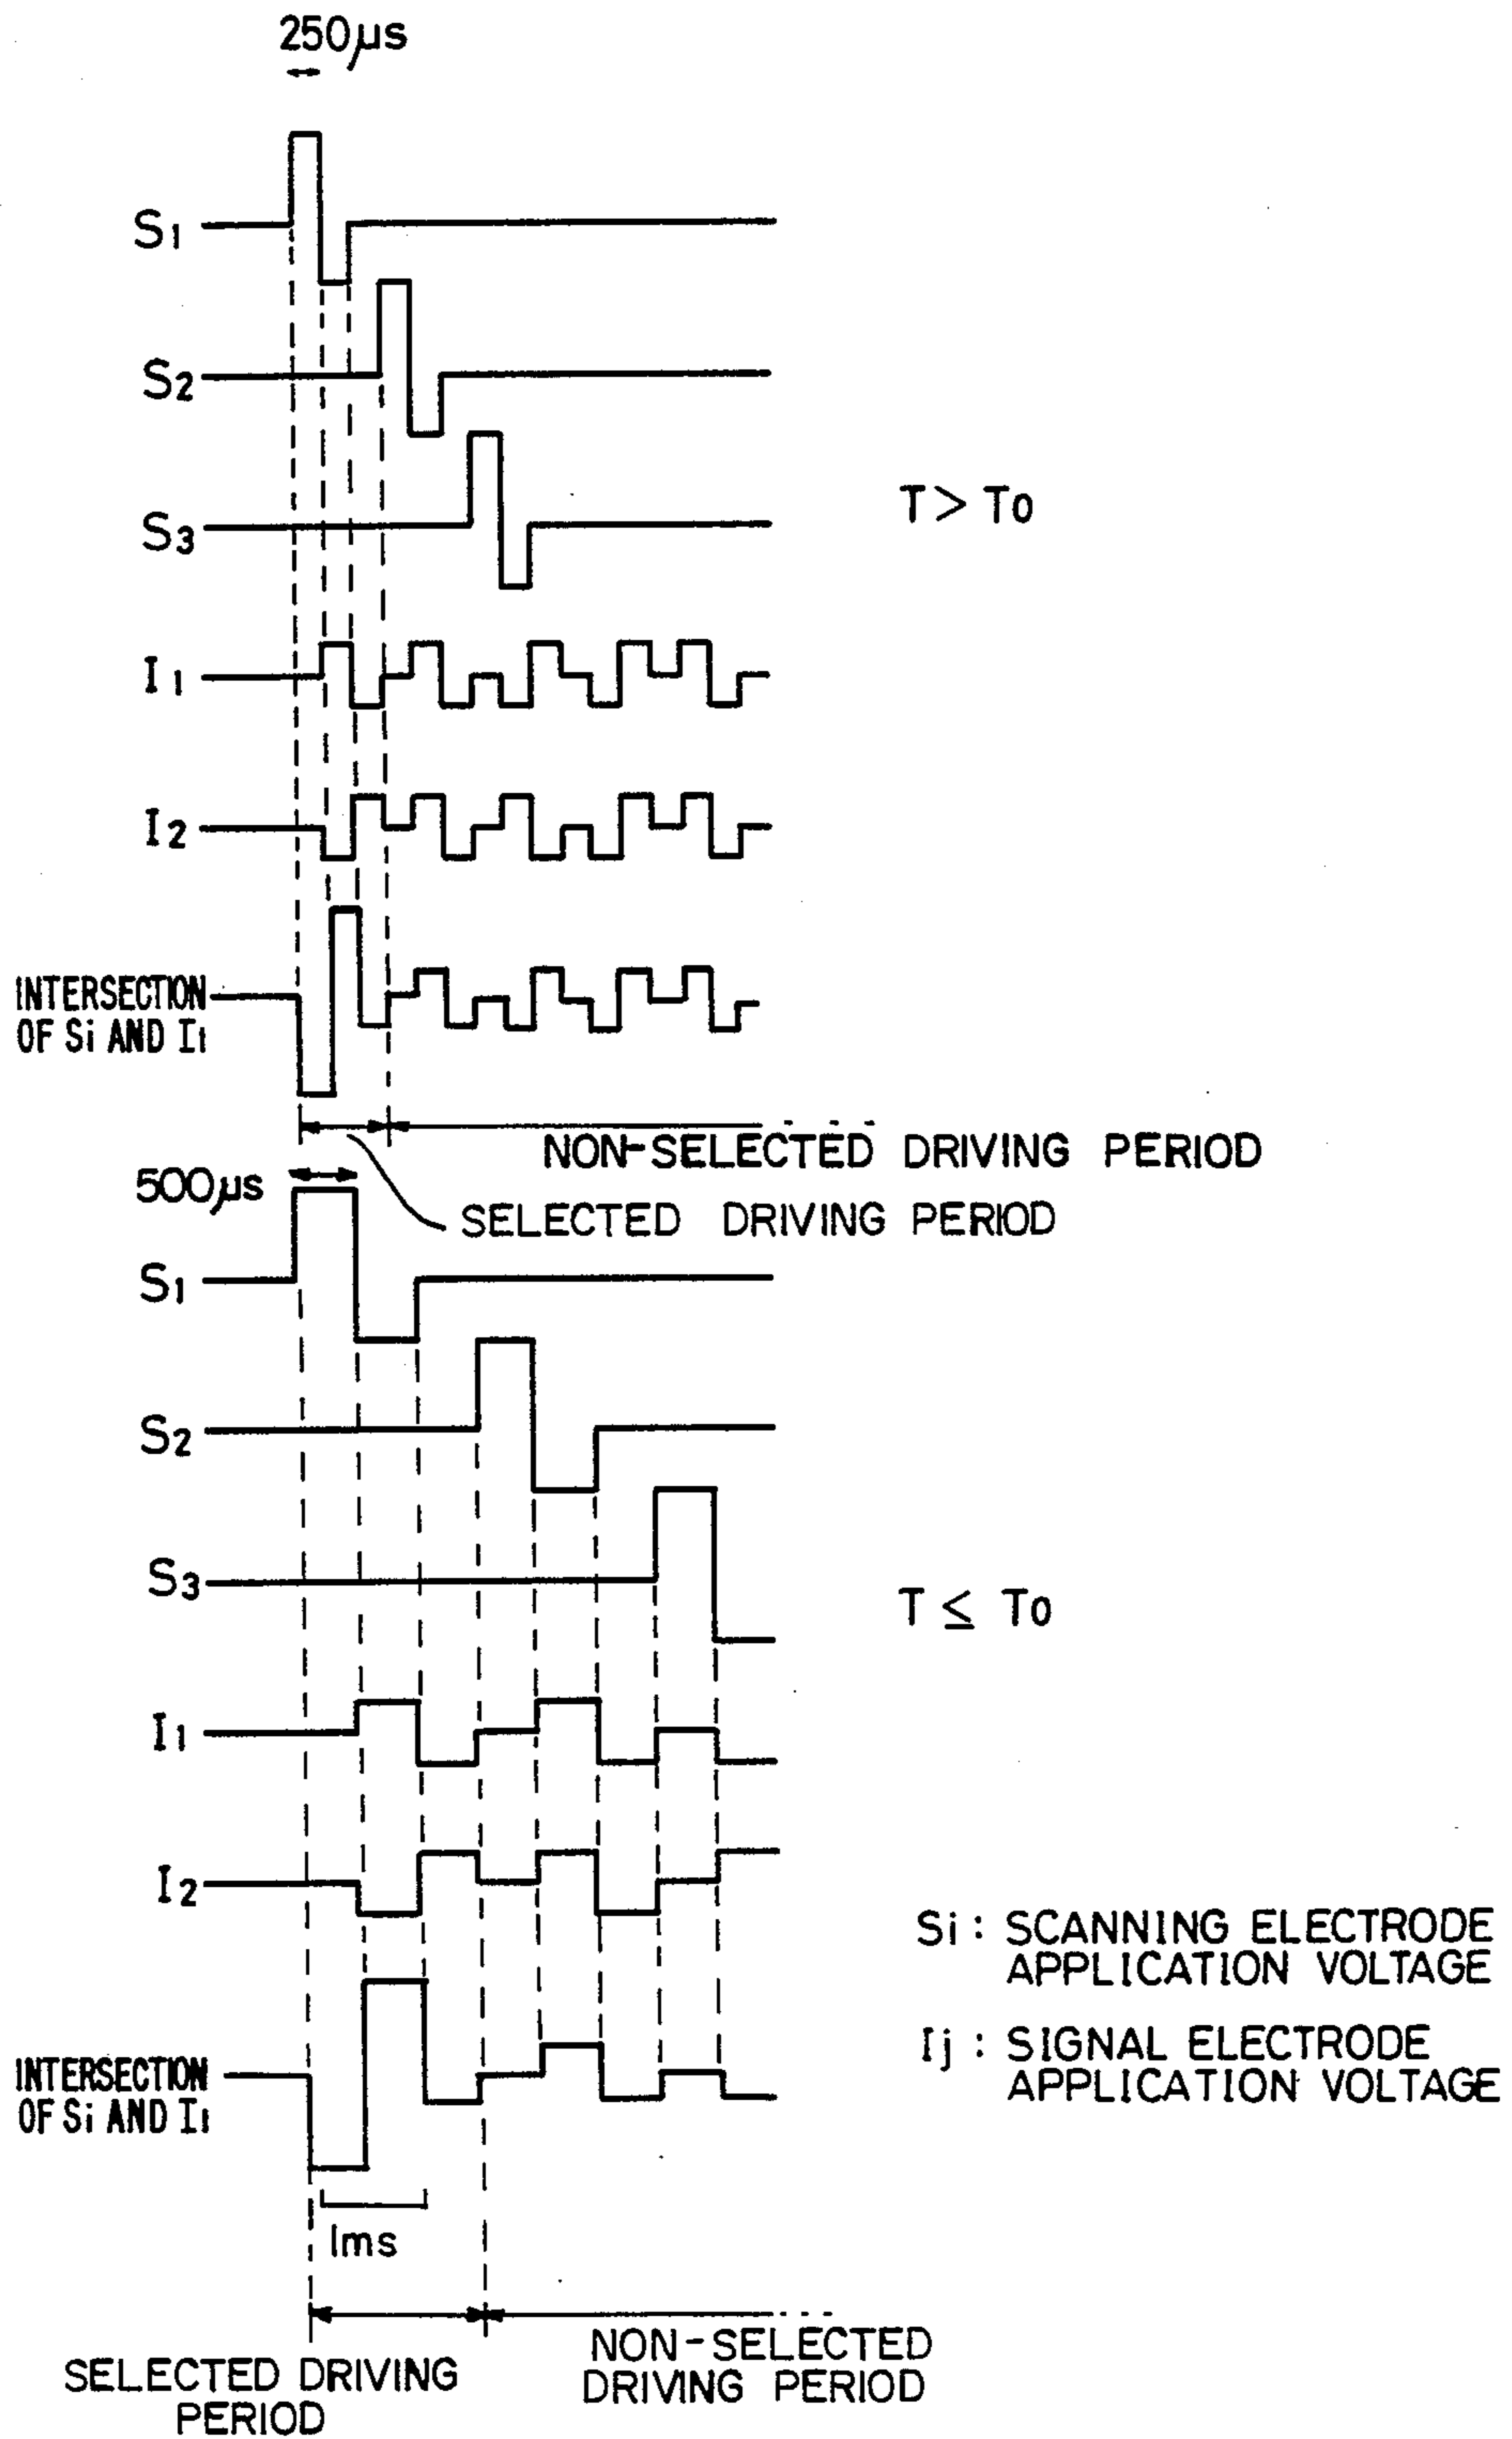 250μs
S1
S2
S3
T > To
I1
I2
INTERSECTION
OF Si AND I1
NON-SELECTED DRIVING PERIOD
500μs
SELECTED DRIVING PERIOD
S1
S2
S3
T ≤ To
I1
I2
Si : SCANNING ELECTRODE
APPLICATION VOLTAGE
Ij : SIGNAL ELECTRODE
APPLICATION VOLTAGE
INTERSECTION
OF Si AND I1
1ms
NON-SELECTED
DRIVING PERIOD
SELECTED DRIVING
PERIOD